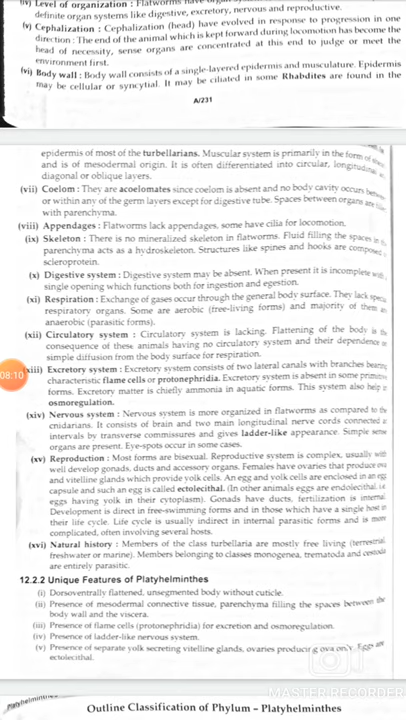 (iv) Level of organization : Flatworms have
definite organ systems like digestive, excretory, nervous and reproductive.
(v) Cephalization : Cephalization (head) have evolved in response to progression in one
direction : The end of the animal which is kept forward during locomotion has become the
head of necessity, sense organs are concentrated at this end to judge or meet the
environment first.
(vi) Body wall : Body wall consists of a single-layered epidermis and musculature. Epidermis
may be cellular or syncytial. It may be ciliated in some Rhabdites are found in the
A/231
epidermis of most of the turbellarians. Muscular system is primarily in the form of
and is of mesodermal origin. It is often differentiated into circular, longitudinal
diagonal or oblique layers.
(vii) Coelom : They are acoelomates since coelom is absent and no body cavity occurs between
or within any of the germ layers except for digestive tube. Spaces between organs are
with parenchyma.
(viii) Appendages : Flatworms lack appendages, some have cilia for locomotion.
(ix) Skeleton : There is no mineralized skeleton in flatworms. Fluid filling the spaces in
parenchyma acts as a hydroskeleton. Structures like spines and hooks are composed
scleroprotein.
(x) Digestive system : Digestive system may be absent. When present it is incomplete with
single opening which functions both for ingestion and egestion.
(xi) Respiration : Exchange of gases occur through the general body surface. They lack special
respiratory organs. Some are aerobic (free-living forms) and majority of them
anaerobic (parasitic forms).
(xii) Circulatory system : Circulatory system is lacking. Flattening of the body is the
consequence of these animals having no circulatory system and their dependence
simple diffusion from the body surface for respiration.
08:10
xiii) Excretory system : Excretory system consists of two lateral canals with branches bearing
characteristic flame cells or protonephridia. Excretory system is absent in some primitive
forms. Excretory matter is chiefly ammonia in aquatic forms. This system also help
osmoregulation.
(xiv) Nervous system : Nervous system is more organized in flatworms as compared to the
cnidarians. It consists of brain and two main longitudinal nerve cords connected
intervals by transverse commissures and gives ladder-like appearance. Simple sense
organs are present. Eye-spots occur in some cases.
(xv) Reproduction : Most forms are bisexual. Reproductive system is complex, usually with
well develop gonads, ducts and accessory organs. Females have ovaries that produce ova
and vitelline glands which provide yolk cells. An egg and yolk cells are enclosed in an egg
capsule and such an egg is called ectolecithal. (In other animals eggs are endolecithal, i.e
eggs having yolk in their cytoplasm). Gonads have ducts, fertilization is internal.
Development is direct in free-swimming forms and in those which have a single host in
their life cycle. Life cycle is usually indirect in internal parasitic forms and is more
complicated, often involving several hosts.
(xvi) Natural history : Members of the class turbellaria are mostly free living (terrestrial,
freshwater or marine). Members belonging to classes monogenea, trematoda and cestoda
are entirely parasitic.
12.2.2 Unique Features of Platyhelminthes
(i) Dorsoventrally flattened, unsegmented body without cuticle.
(ii) Presence of mesodermal connective tissue, parenchyma filling the spaces between the
body wall and the viscera.
(iii) Presence of flame cells (protonephridia) for excretion and osmoregulation.
(iv) Presence of ladder-like nervous system.
(v) Presence of separate yolk secreting vitelline glands, ovaries producing ova only. Eggs are
ectolecithal.
MASTER RECORDER
Platyhelminthes
Outline Classification of Phylum - Platyhelminthes